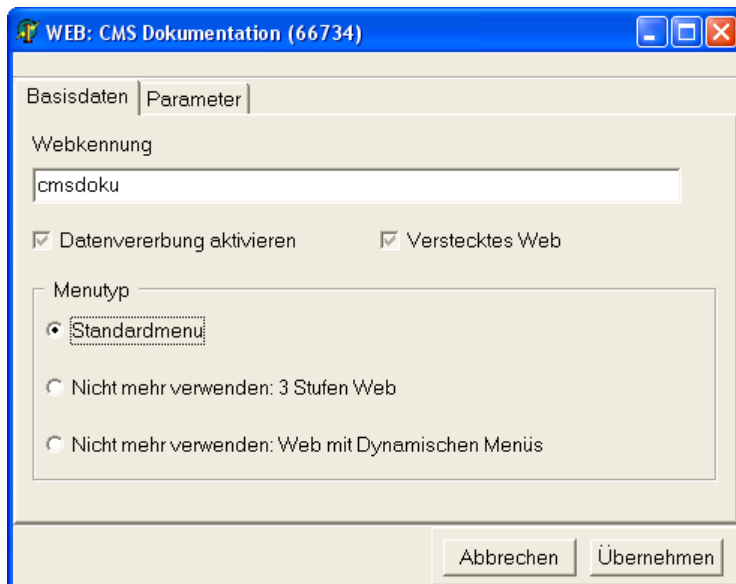 WEB: CMS Dokumentation (66734)
Basisdaten Parameter
Webkennung
cmsdoku
Datenvererbung aktivieren Verstecktes Web
Menutyp
Standardmenu
Nicht mehr verwenden: 3 Stufen Web
Nicht mehr verwenden: Web mit Dynamischen Menüs
Abbrechen Übernehmen